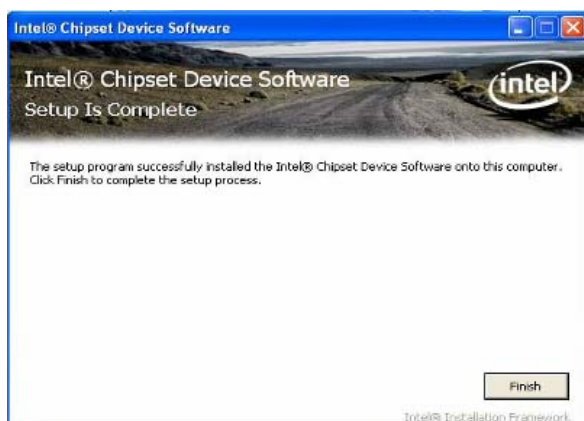 Intel® Chipset Device Software
Intel® Chipset Device Software
intel
Setup Is Complete
The setup program successfully installed the Intel® Chipset Device Software onto this computer.
Click Finish to complete the setup process.
Finish
Intel® Installation Framework